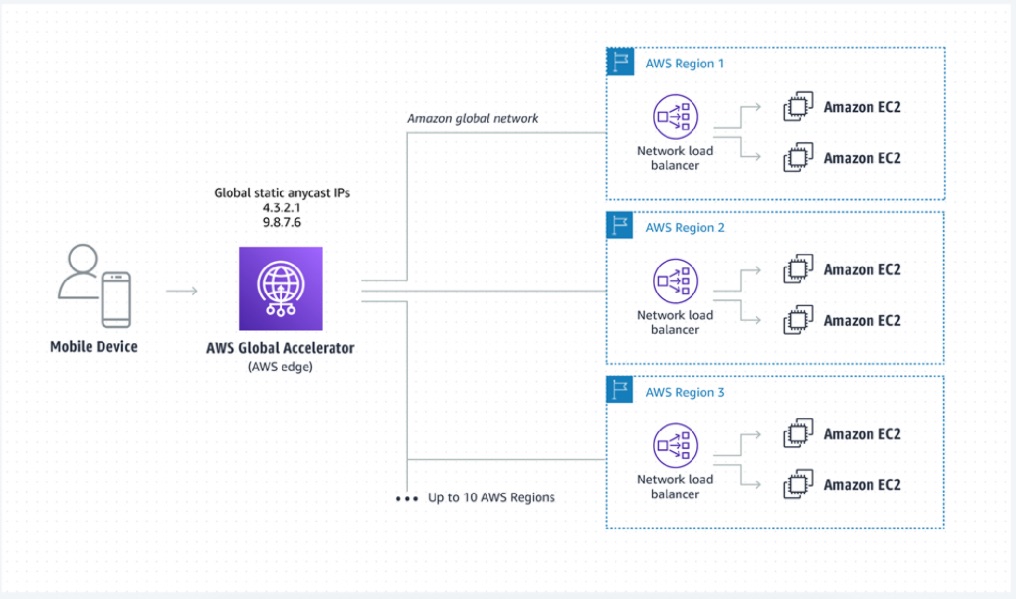 Mobile Device
Global static anycast IPs
4.3.2.1
9.8.7.6
AWS Global Accelerator
(AWS edge)
Amazon global network
Up to 10 AWS Regions
AWS Region 1
Network load
balancer
Amazon EC2
Amazon EC2
AWS Region 2
Network load
balancer
Amazon EC2
Amazon EC2
AWS Region 3
Network load
balancer
Amazon EC2
Amazon EC2